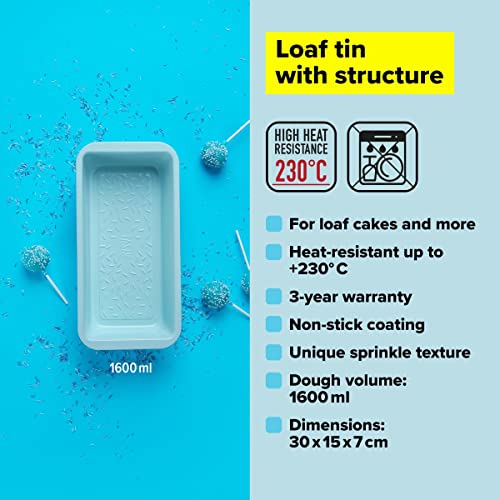 Loaf tin
with structure
HIGH HEAT
RESISTANCE
230°C
For loaf cakes and more
Heat-resistant up to
+230°C
3-year warranty
Non-stick coating
Unique sprinkle texture
Dough volume:
1600 ml
Dimensions:
30 x 15 x 7 cm
1600 ml